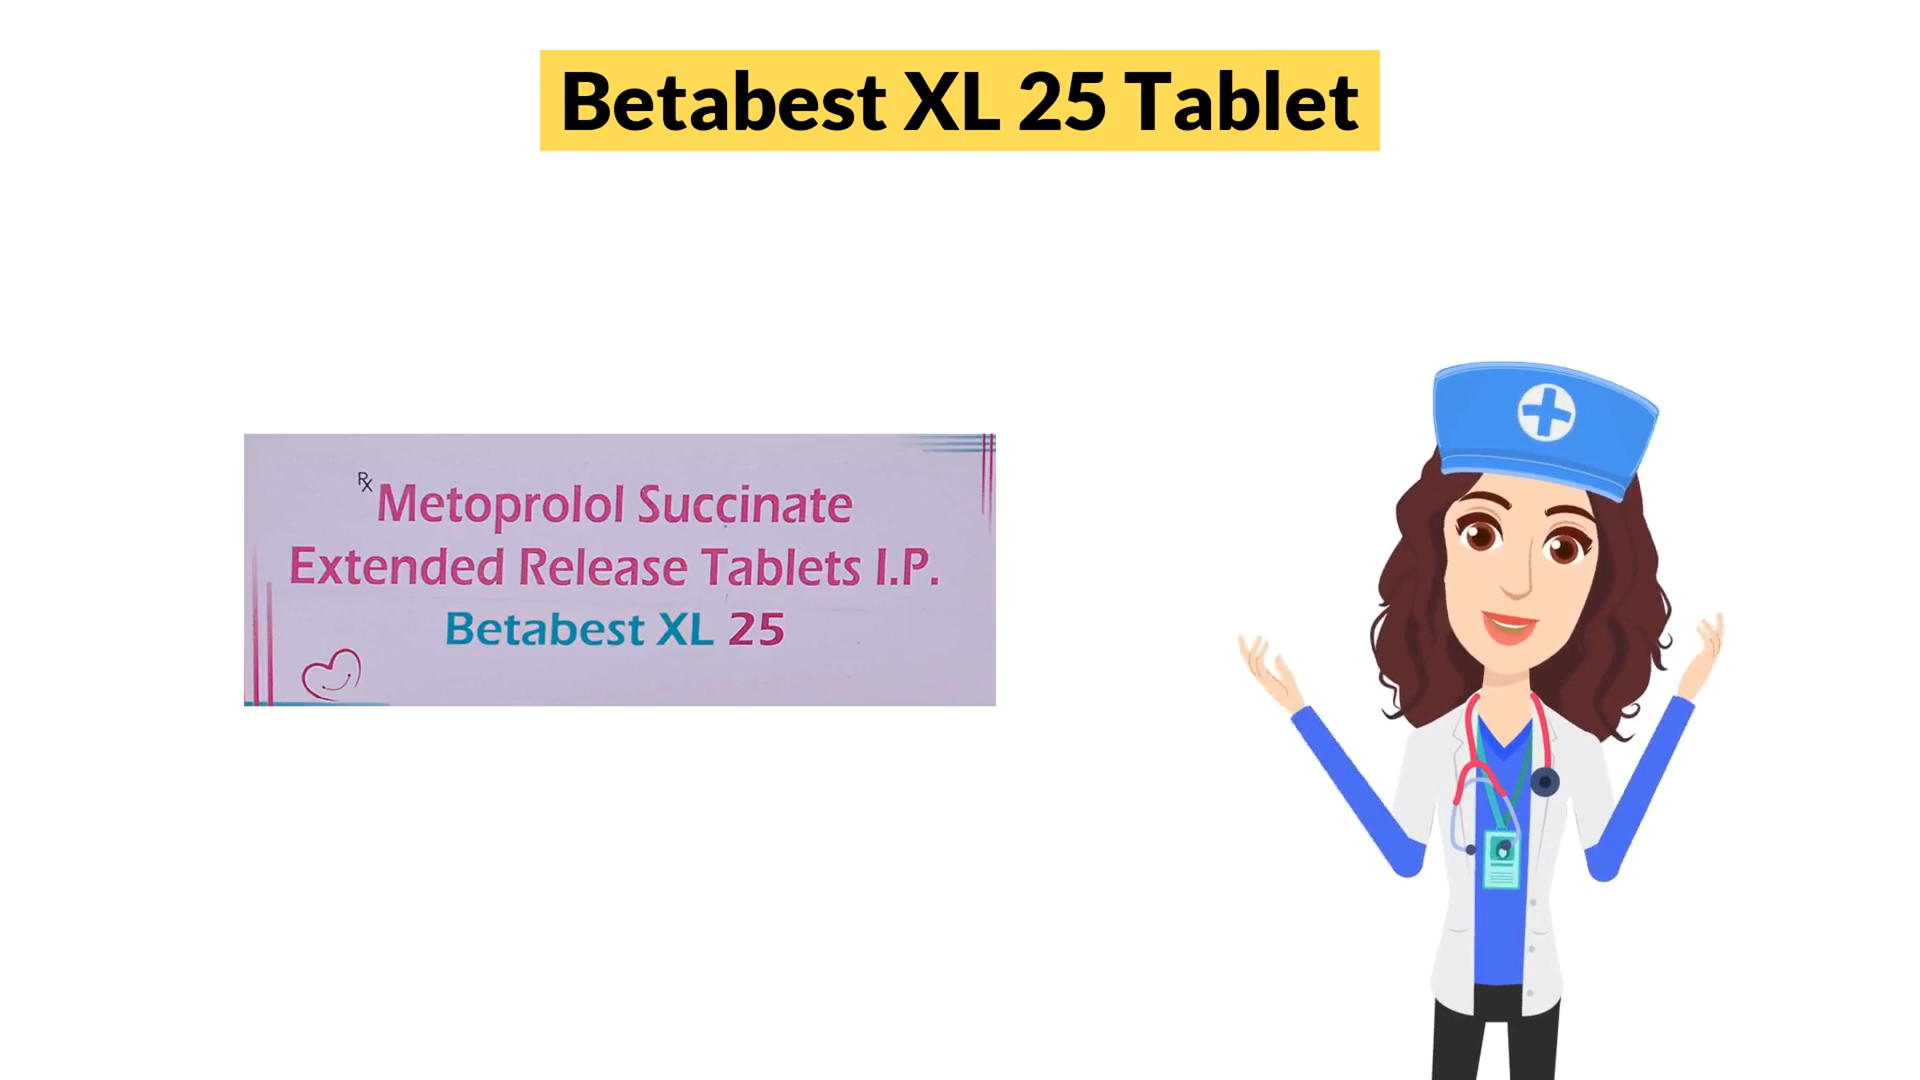 Betabest XL 25 Tablet
℞ Metoprolol Succinate
Extended Release Tablets I.P.
Betabest XL 25